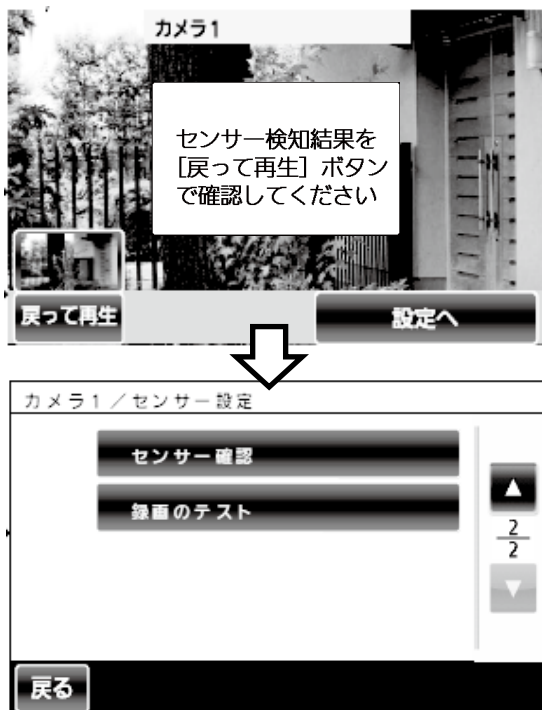 カメラ1
センサー検知結果を
［戻って再生］ボタン
で確認してください
戻って再生
設定へ
カメラ1／センサー設定
センサー確認
録画のテスト
▲
2
2
▼
戻る